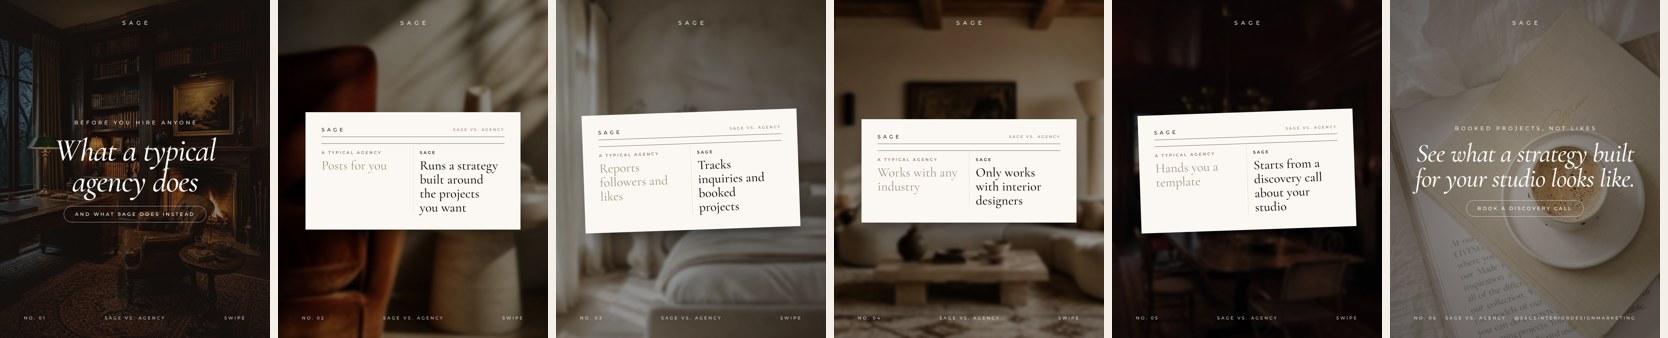 SAGE
BEFORE YOU HIRE ANYONE
What a typical
agency does
AND WHAT SAGE DOES INSTEAD
NO. 01
SAGE VS. AGENCY
SWIPE
SAGE
SAGE
SAGE VS. AGENCY
A TYPICAL AGENCY
Posts for you
SAGE
Runs a strategy
built around
the projects
you want
NO. 02
SAGE VS. AGENCY
SWIPE
SAGE
SAGE
SAGE VS. AGENCY
A TYPICAL AGENCY
Reports
followers and
likes
SAGE
Tracks
inquiries and
booked
projects
NO. 03
SAGE VS. AGENCY
SWIPE
SAGE
SAGE
SAGE VS. AGENCY
A TYPICAL AGENCY
Works with any
industry
SAGE
Only works
with interior
designers
NO. 04
SAGE VS. AGENCY
SWIPE
SAGE
SAGE
SAGE VS. AGENCY
A TYPICAL AGENCY
Hands you a
template
SAGE
Starts from a
discovery call
about your
studio
NO. 05
SAGE VS. AGENCY
SWIPE
SAGE
BOOKED PROJECTS, NOT LIKES
See what a strategy built
for your studio looks like.
BOOK A DISCOVERY CALL
NO. 06
SAGE VS. AGENCY
@SAGEINTERIORDESIGNMARKETING